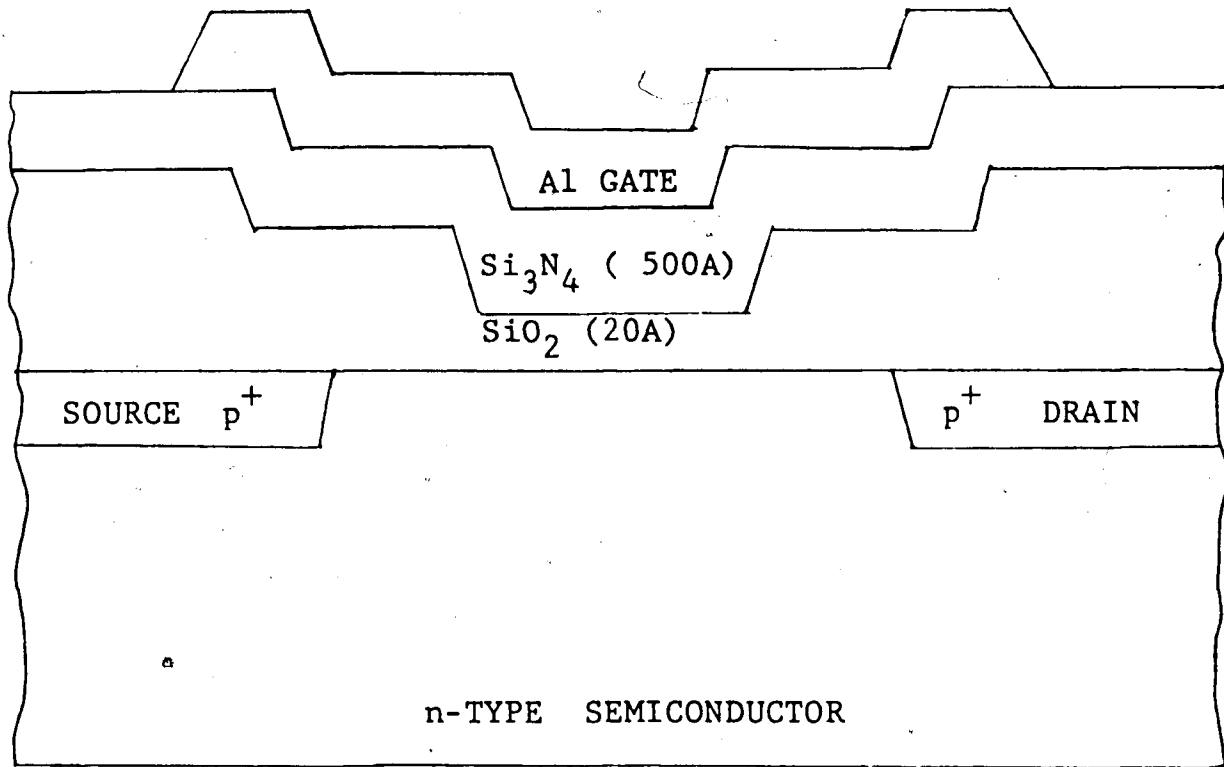 Al GATE
Si₃N₄ ( 500A)
SiO₂ (20A)
SOURCE p⁺
p⁺ DRAIN
n-TYPE SEMICONDUCTOR